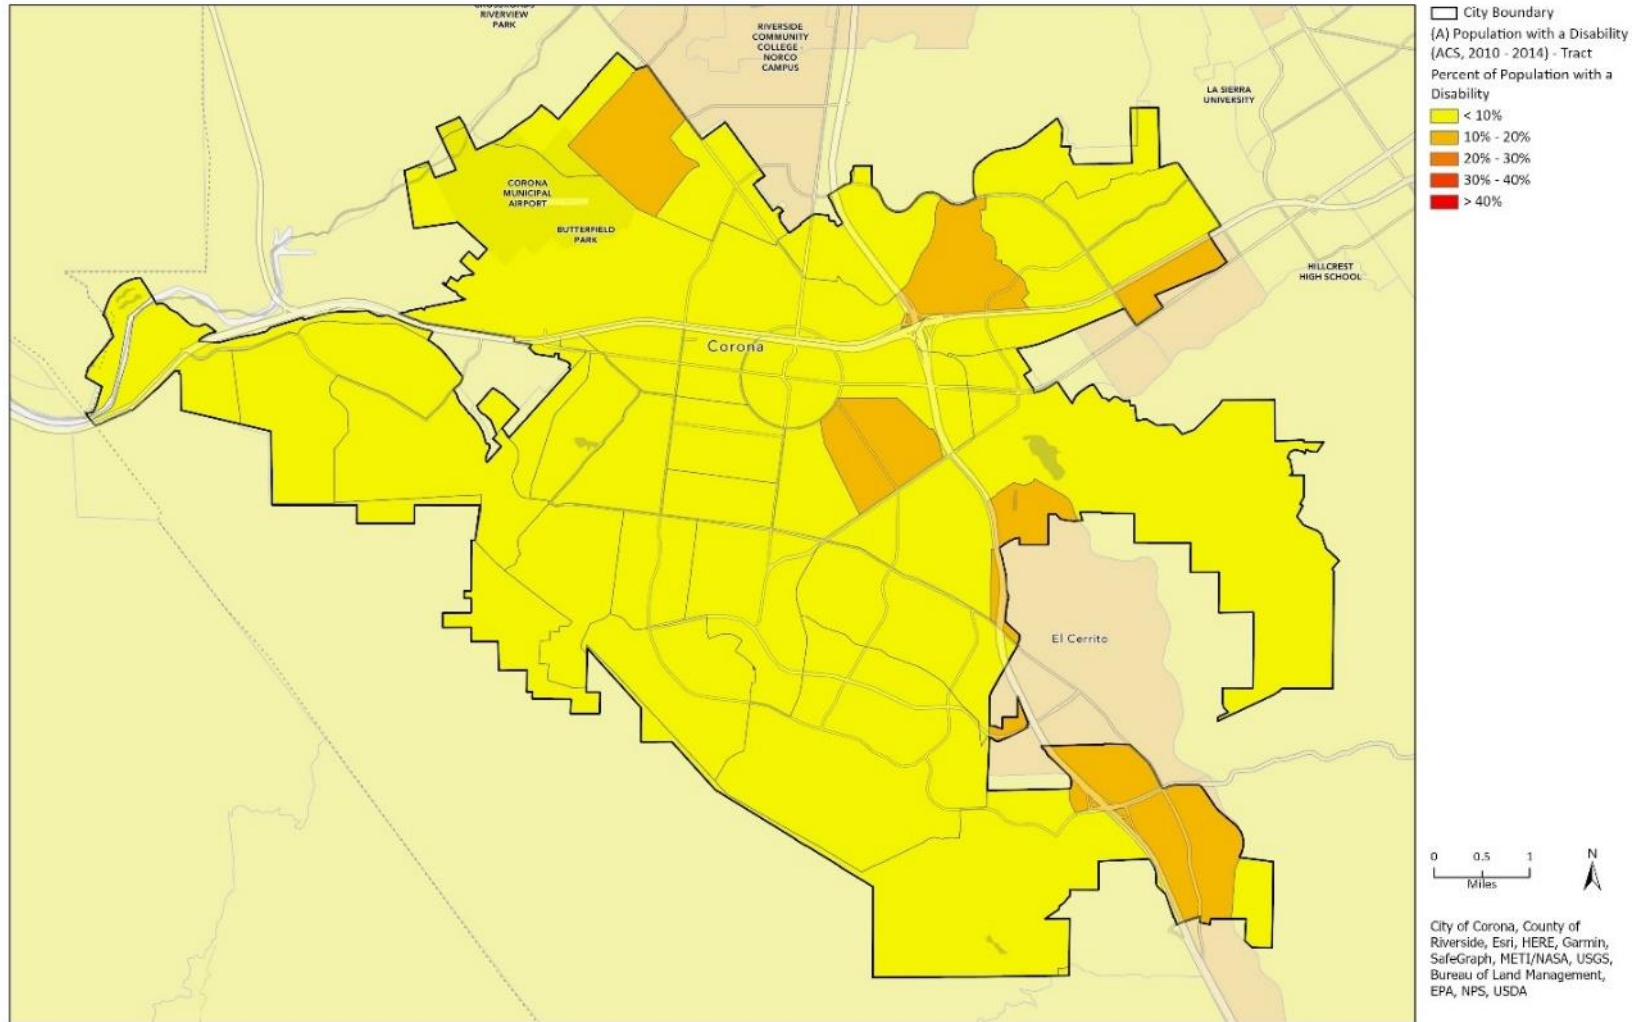 CROSSROADS
RIVERVIEW
PARK
RIVERSIDE
COMMUNITY
COLLEGE -
NORCO
CAMPUS
LA SIERRA
UNIVERSITY
CORONA
MUNICIPAL
AIRPORT
BUTTERFIELD
PARK
HILLCREST
HIGH SCHOOL
Corona
El Cerrito
City Boundary
(A) Population with a Disability
(ACS, 2010 - 2014) - Tract
Percent of Population with a
Disability
< 10%
10% - 20%
20% - 30%
30% - 40%
> 40%
0 0.5 1
Miles
N
City of Corona, County of
Riverside, Esri, HERE, Garmin,
SafeGraph, METI/NASA, USGS,
Bureau of Land Management,
EPA, NPS, USDA